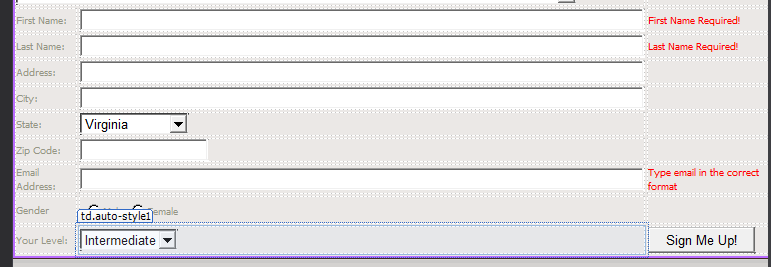 First Name: First Name Required!
Last Name: Last Name Required!
Address:
City:
State: Virginia
Zip Code:
Email Type email in the correct
Address: format
Gender Female
td.auto-style1
Your Level: Intermediate Sign Me Up!